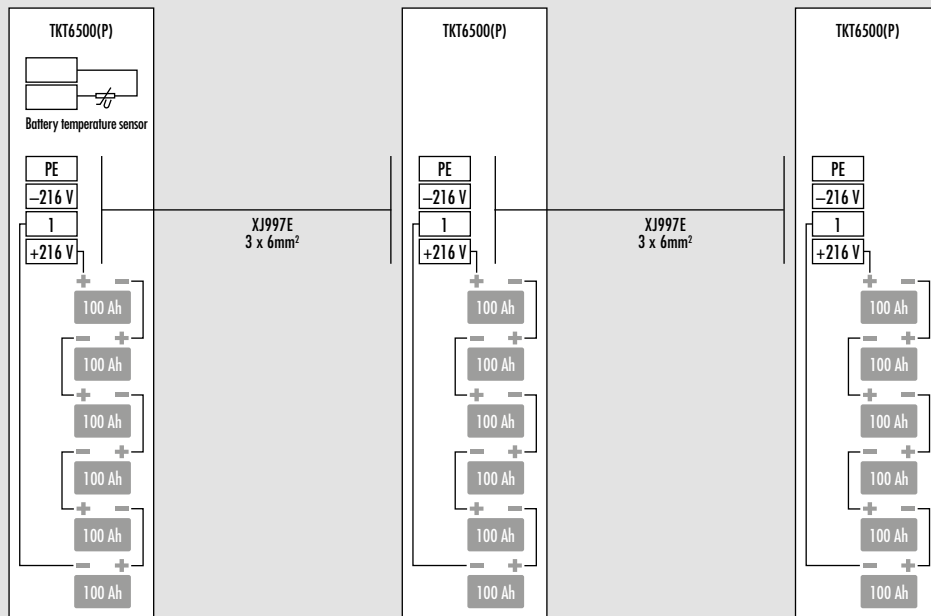 TKT6500(P)
Battery temperature sensor
PE
–216 V
1
+216 V
100 Ah
100 Ah
100 Ah
100 Ah
100 Ah
100 Ah
XJ997E
3 x 6mm²
TKT6500(P)
PE
–216 V
1
+216 V
100 Ah
100 Ah
100 Ah
100 Ah
100 Ah
100 Ah
XJ997E
3 x 6mm²
TKT6500(P)
PE
–216 V
1
+216 V
100 Ah
100 Ah
100 Ah
100 Ah
100 Ah
100 Ah